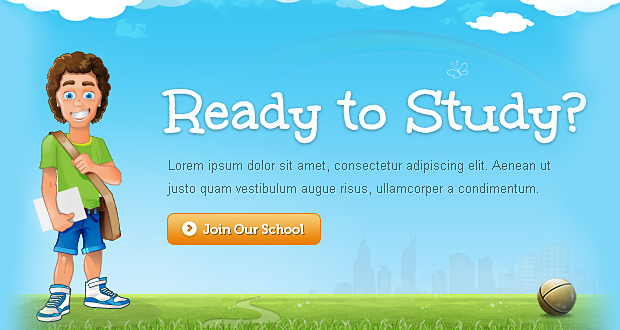 Ready to Study?
Lorem ipsum dolor sit amet, consectetur adipiscing elit. Aenean ut
justo quam vestibulum augue risus, ullamcorper a condimentum.
Join Our School